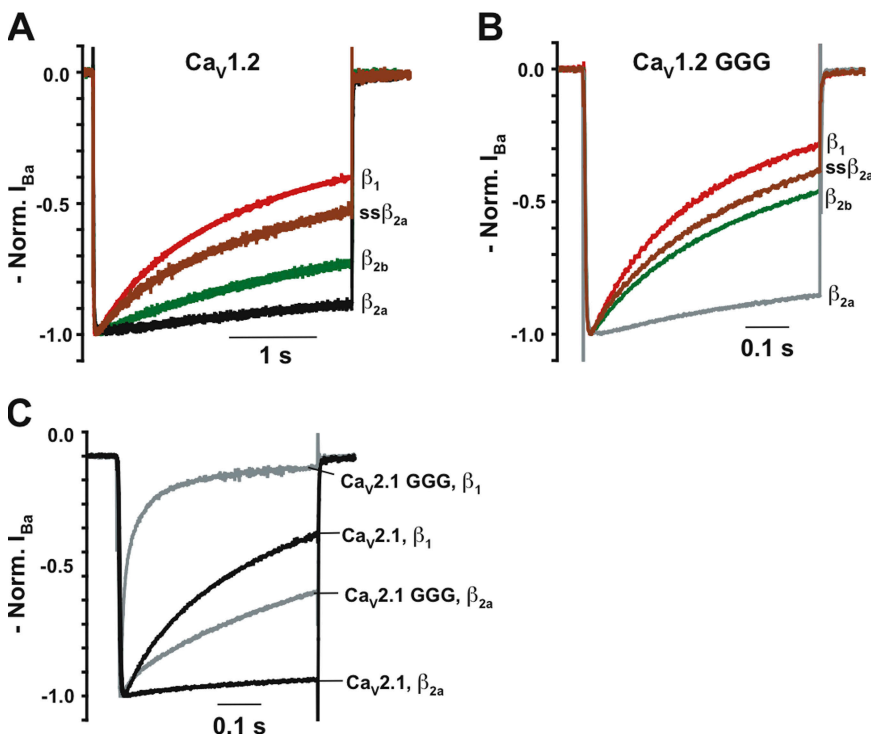 A
CaV1.2
0.0
-0.5
-1.0
- Norm. IBa
β1
ssβ2a
β2b
β2a
1 s
B
CaV1.2 GGG
0.0
-0.5
-1.0
- Norm. IBa
β1
ssβ2a
β2b
β2a
0.1 s
C
0.0
-0.5
-1.0
- Norm. IBa
CaV2.1 GGG, β1
CaV2.1, β1
CaV2.1 GGG, β2a
CaV2.1, β2a
0.1 s